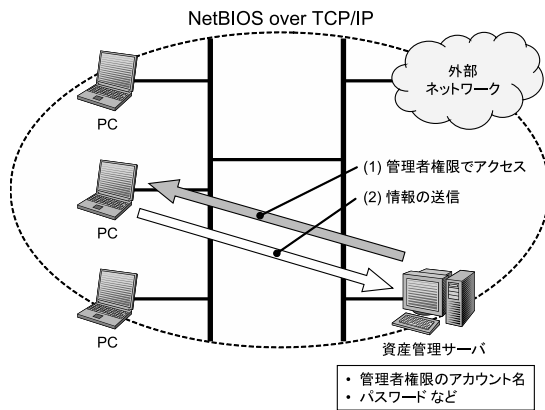 NetBIOS over TCP/IP
PC
外部
ネットワーク
(1) 管理者権限でアクセス
(2) 情報の送信
PC
PC
資産管理サーバ
• 管理者権限のアカウント名
• パスワード など